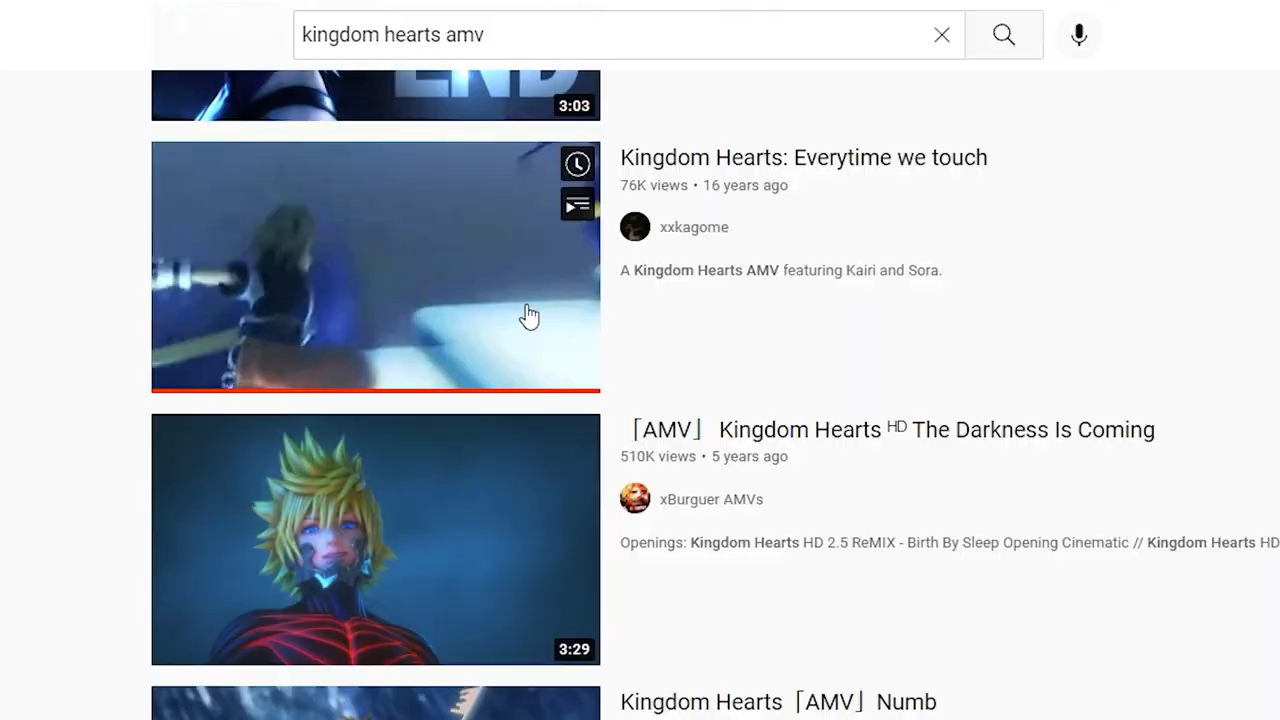 kingdom hearts amv
END
3:03
Kingdom Hearts: Everytime we touch
76K views • 16 years ago
xxkagome
A Kingdom Hearts AMV featuring Kairi and Sora.
「AMV」 Kingdom Hearts ᴴᴰ The Darkness Is Coming
510K views • 5 years ago
xBurguer AMVs
Openings: Kingdom Hearts HD 2.5 ReMIX - Birth By Sleep Opening Cinematic // Kingdom Hearts HD
3:29
Kingdom Hearts「AMV」Numb